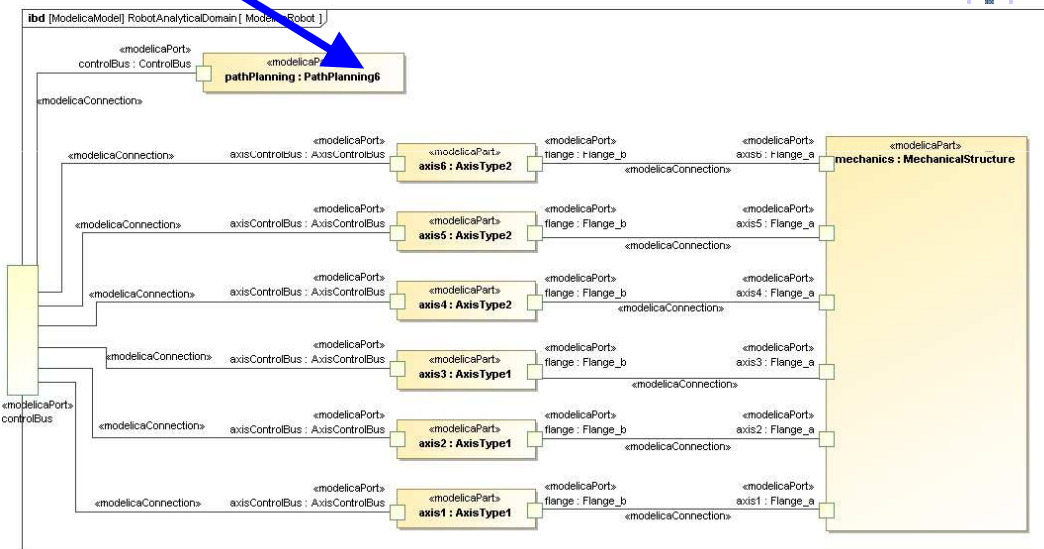 ibd [ModelicaModel] RobotAnalyticalDomain [ ModelicaRobot ]
«modelicaPort»
controlBus : ControlBus
pathPlanning : PathPlanning6
«modelicaConnection»
«modelicaPort»
axisControlBus : AxisControlBus
«modelicaConnection»
«modelicaPart»
axis6 : AxisType2
«modelicaPort»
flange : Flange_b
«modelicaPort»
axis6 : Flange_a
«modelicaConnection»
«modelicaPart»
mechanics : MechanicalStructure
«modelicaPort»
axisControlBus : AxisControlBus
«modelicaConnection»
«modelicaPart»
axis5 : AxisType2
«modelicaPort»
flange : Flange_b
«modelicaPort»
axis5 : Flange_a
«modelicaConnection»
«modelicaPort»
axisControlBus : AxisControlBus
«modelicaConnection»
«modelicaPart»
axis4 : AxisType2
«modelicaPort»
flange : Flange_b
«modelicaPort»
axis4 : Flange_a
«modelicaConnection»
«modelicaPort»
axisControlBus : AxisControlBus
«modelicaConnection»
«modelicaPart»
axis3 : AxisType1
«modelicaPort»
flange : Flange_b
«modelicaPort»
axis3 : Flange_a
«modelicaConnection»
«modelicaPort»
controlBus
«modelicaPort»
axisControlBus : AxisControlBus
«modelicaConnection»
«modelicaPart»
axis2 : AxisType1
«modelicaPort»
flange : Flange_b
«modelicaPort»
axis2 : Flange_a
«modelicaConnection»
«modelicaPort»
axisControlBus : AxisControlBus
«modelicaConnection»
«modelicaPart»
axis1 : AxisType1
«modelicaPort»
flange : Flange_b
«modelicaPort»
axis1 : Flange_a
«modelicaConnection»